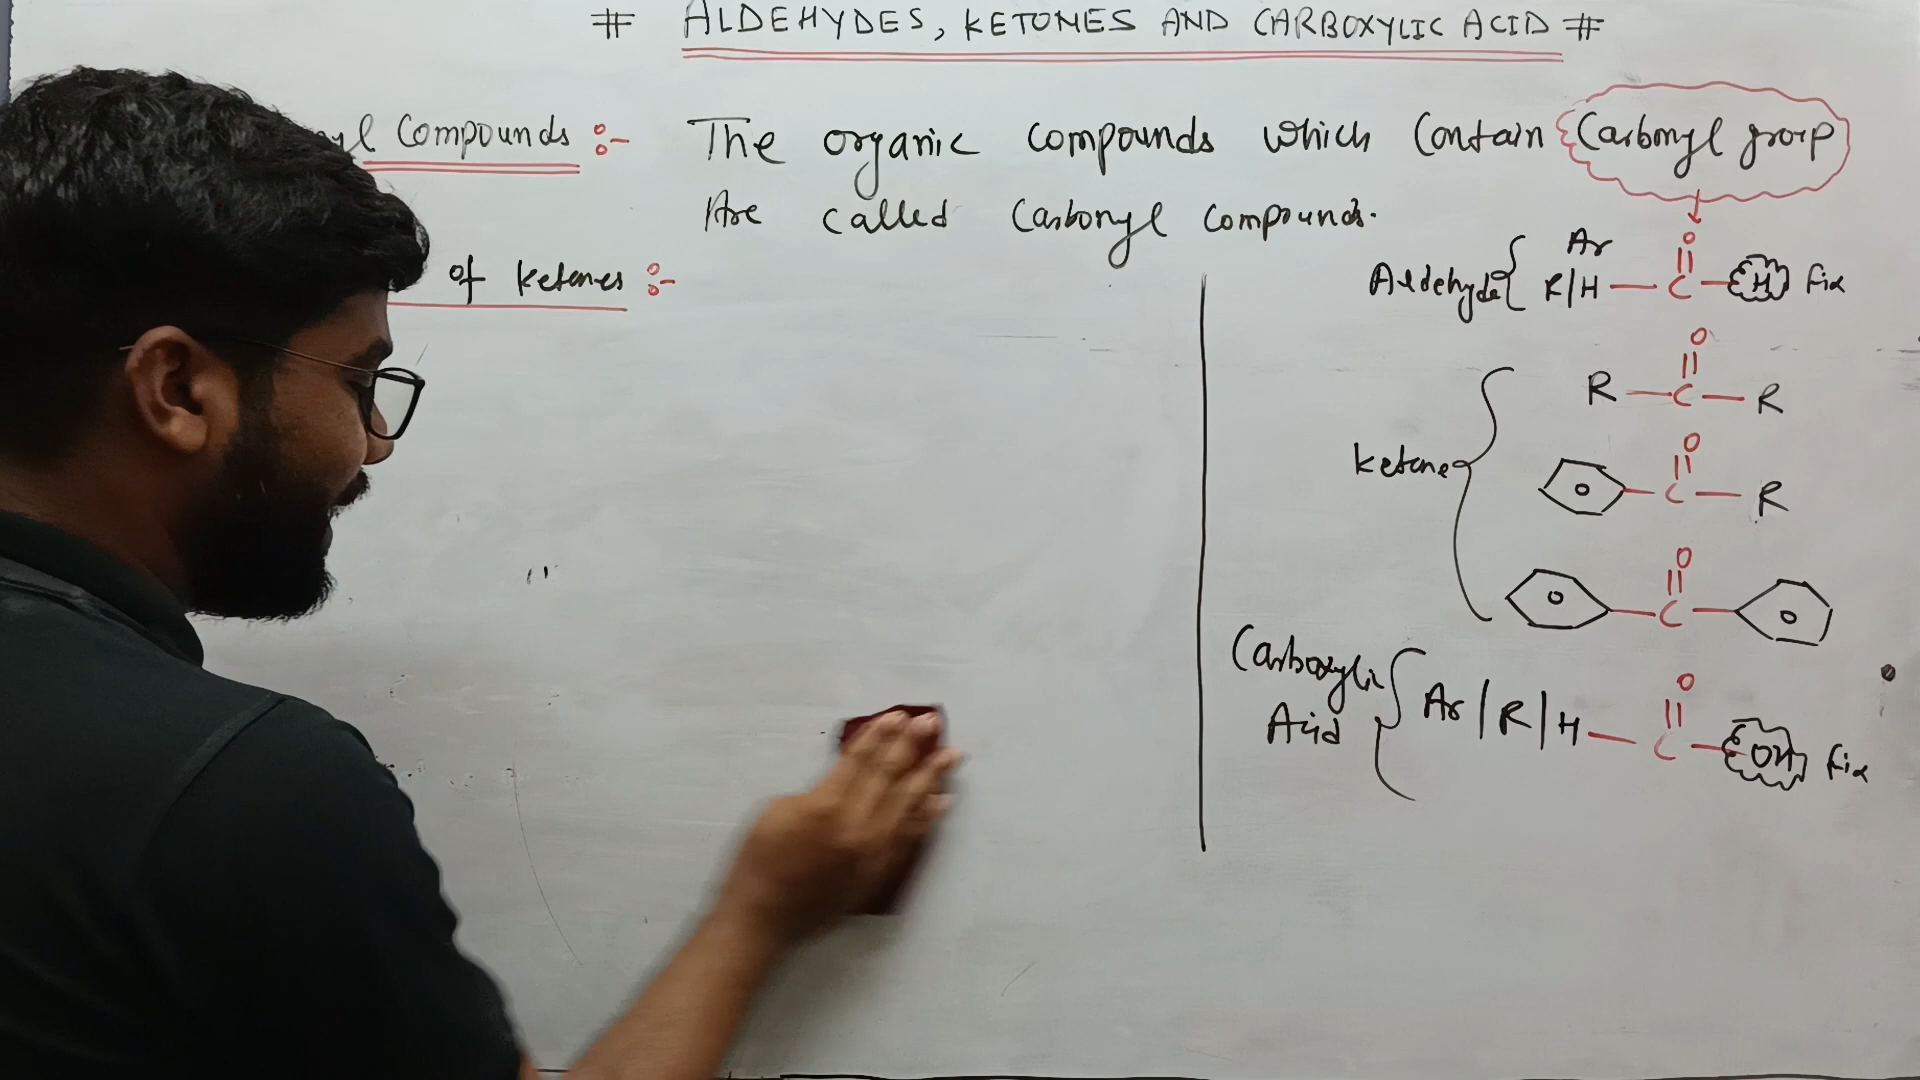 # ALDEHYDES, KETONES AND CARBOXYLIC ACID #
yl Compounds :- The organic compounds which Contain Carbonyl group
Are called Carbonyl compounds.
of ketones :-
Aldehyde { Ar R/H — C — H Fix
O
R — C — R
O
Ketone {
C — R
O
C
O
Carboxylic Acid { Ar/R/H — C — OH Fix
O